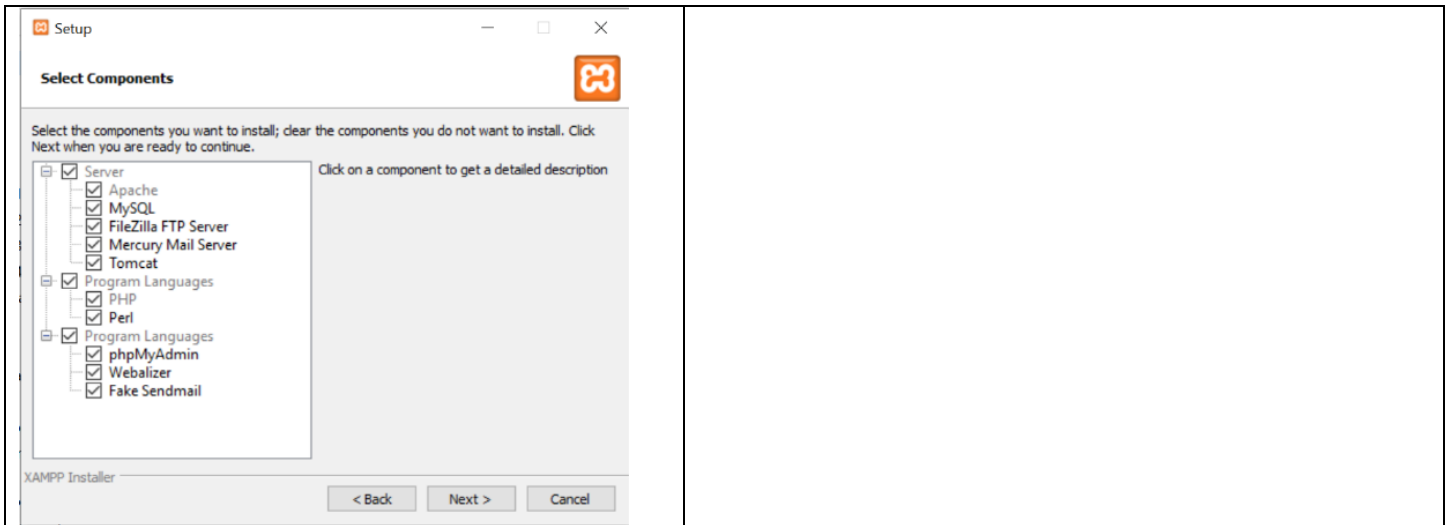 Setup
Select Components
Select the components you want to install; clear the components you do not want to install. Click
Next when you are ready to continue.
Server
Apache
MySQL
FileZilla FTP Server
Mercury Mail Server
Tomcat
Program Languages
PHP
Perl
Program Languages
phpMyAdmin
Webalizer
Fake Sendmail
Click on a component to get a detailed description
XAMPP Installer
< Back Next > Cancel